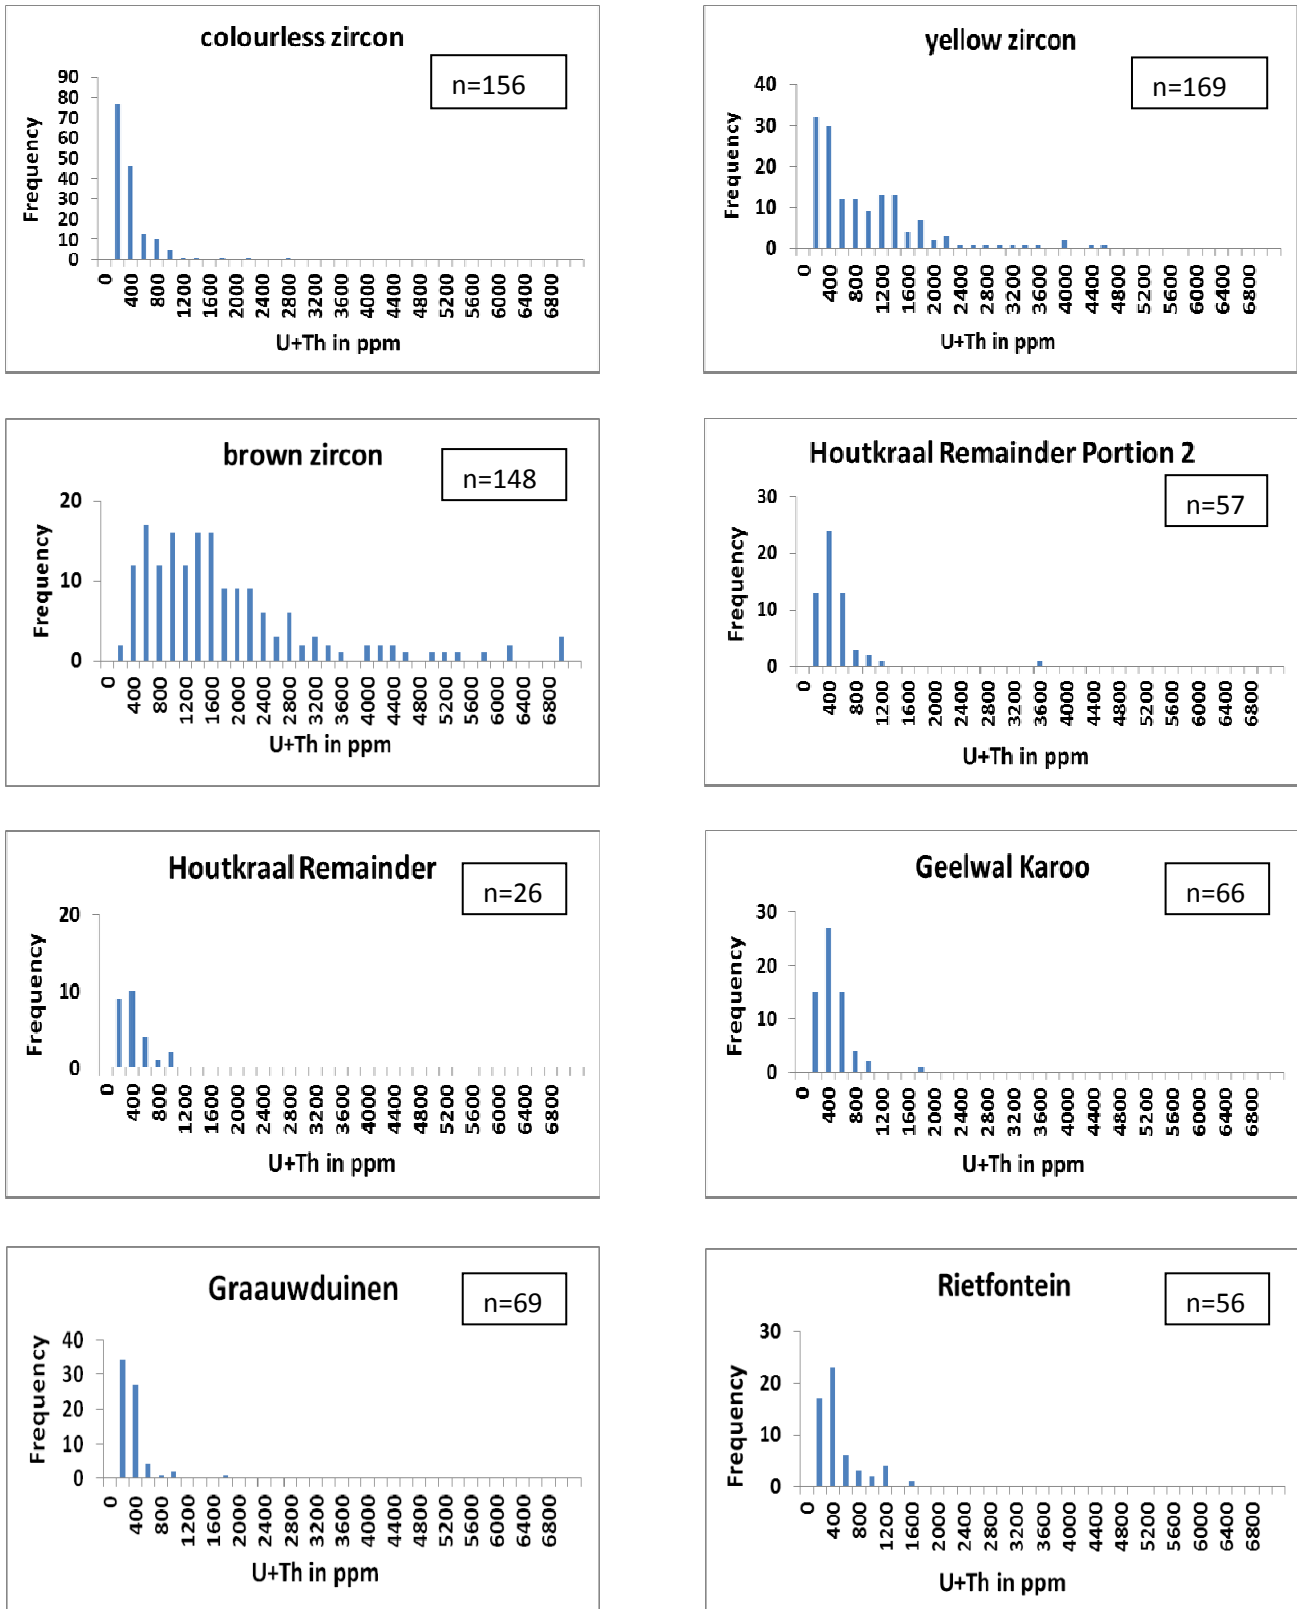 colourless zircon
n=156
90
80
70
60
50
40
30
20
10
0
Frequency
0 400 800 1200 1600 2000 2400 2800 3200 3600 4000 4400 4800 5200 5600 6000 6400 6800
U+Th in ppm
yellow zircon
n=169
40
30
20
10
0
Frequency
0 400 800 1200 1600 2000 2400 2800 3200 3600 4000 4400 4800 5200 5600 6000 6400 6800
U+Th in ppm
brown zircon
n=148
20
10
0
Frequency
0 400 800 1200 1600 2000 2400 2800 3200 3600 4000 4400 4800 5200 5600 6000 6400 6800
U+Th in ppm
Houtkraal Remainder Portion 2
n=57
30
20
10
0
Frequency
0 400 800 1200 1600 2000 2400 2800 3200 3600 4000 4400 4800 5200 5600 6000 6400 6800
U+Th in ppm
Houtkraal Remainder
n=26
20
10
0
Frequency
0 400 800 1200 1600 2000 2400 2800 3200 3600 4000 4400 4800 5200 5600 6000 6400 6800
U+Th in ppm
Geelwal Karoo
n=66
30
20
10
0
Frequency
0 400 800 1200 1600 2000 2400 2800 3200 3600 4000 4400 4800 5200 5600 6000 6400 6800
U+Th in ppm
Graauwduinen
n=69
40
30
20
10
0
Frequency
0 400 800 1200 1600 2000 2400 2800 3200 3600 4000 4400 4800 5200 5600 6000 6400 6800
U+Th in ppm
Rietfontein
n=56
30
20
10
0
Frequency
0 400 800 1200 1600 2000 2400 2800 3200 3600 4000 4400 4800 5200 5600 6000 6400 6800
U+Th in ppm